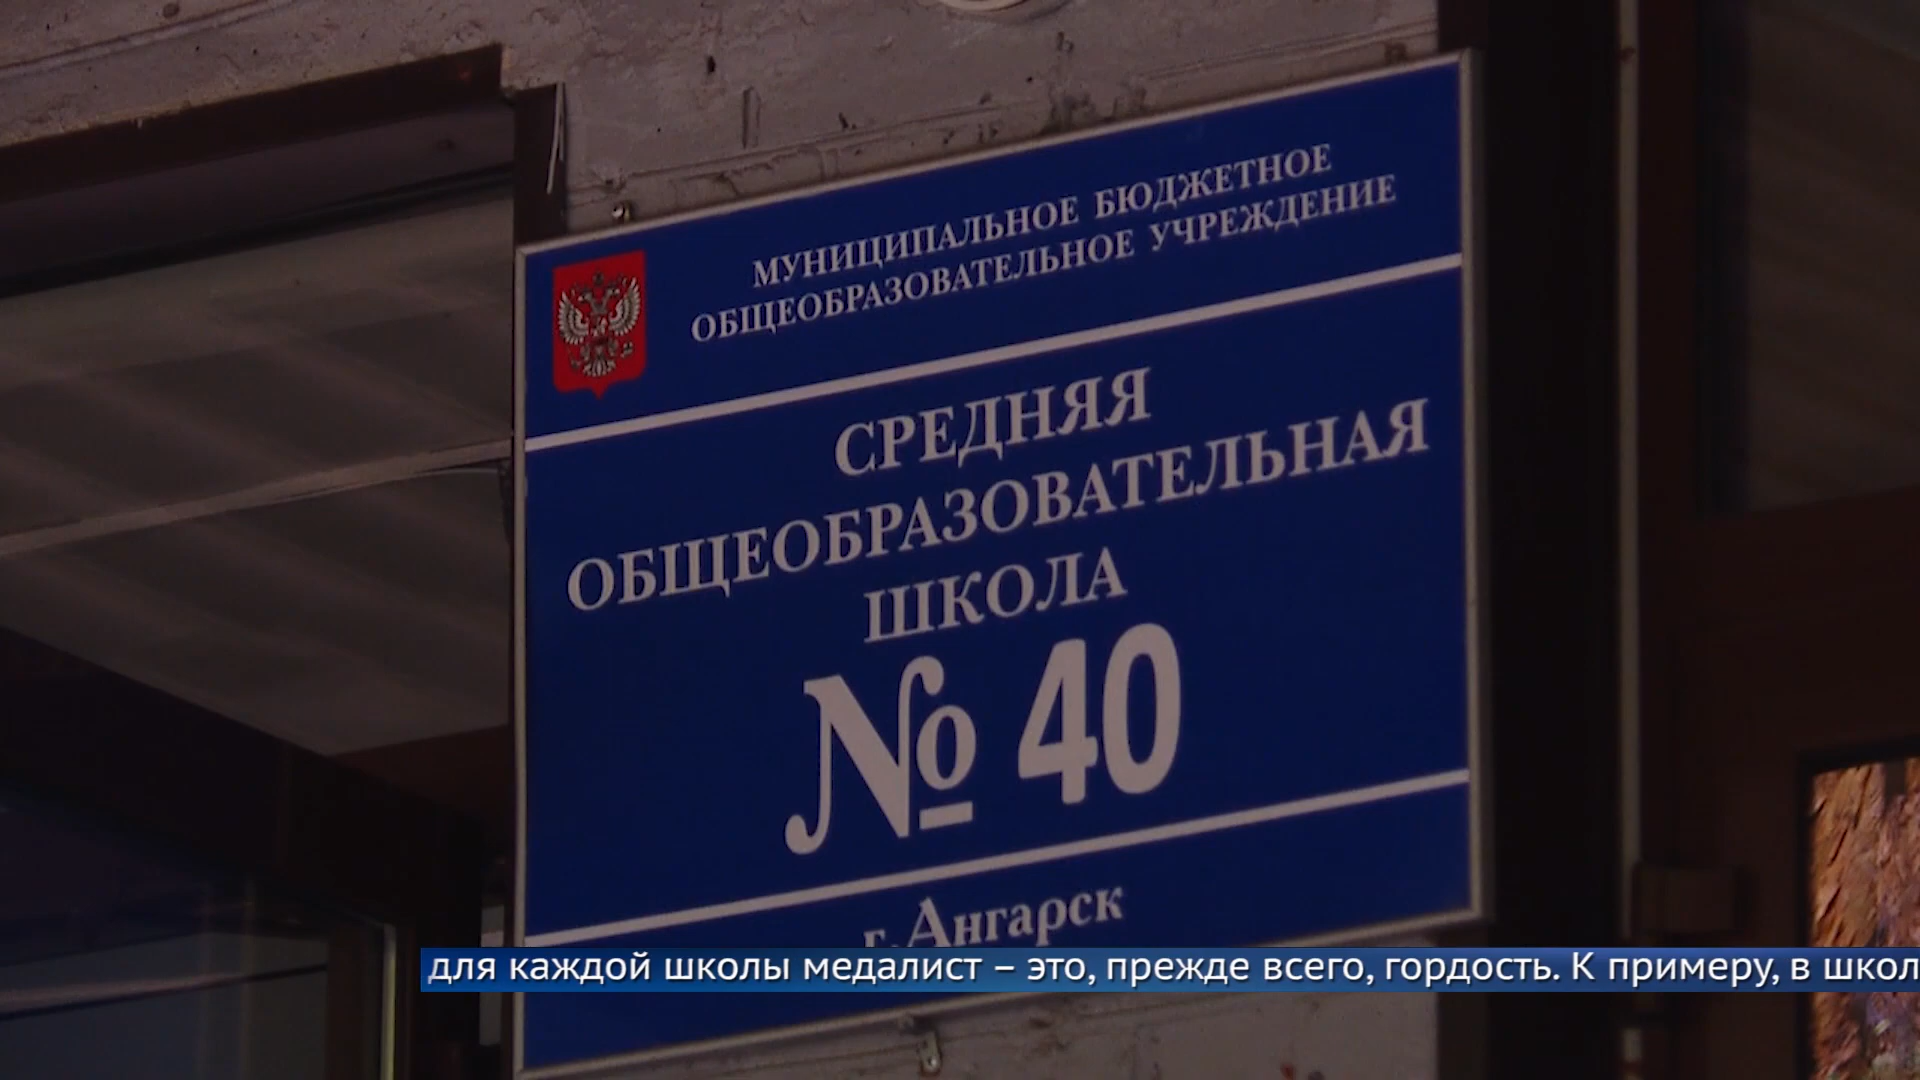 МУНИЦИПАЛЬНОЕ БЮДЖЕТНОЕ
ОБЩЕОБРАЗОВАТЕЛЬНОЕ УЧРЕЖДЕНИЕ
СРЕДНЯЯ
ОБЩЕОБРАЗОВАТЕЛЬНАЯ
ШКОЛА
№ 40
г. Ангарск
для каждой школы медалист – это, прежде всего, гордость. К примеру, в школ